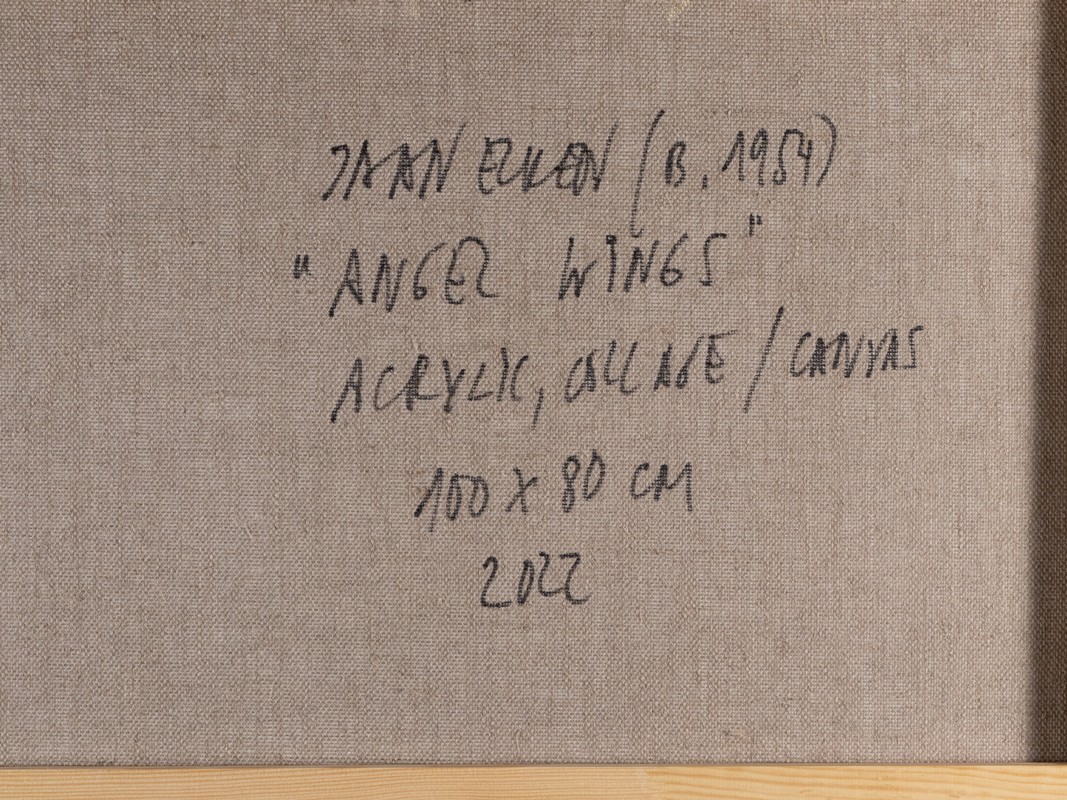 JAAN ELKEN (B. 1954)
"ANGEL WINGS"
ACRYLIC, COLLAGE / CANVAS
100 X 80 CM
2022